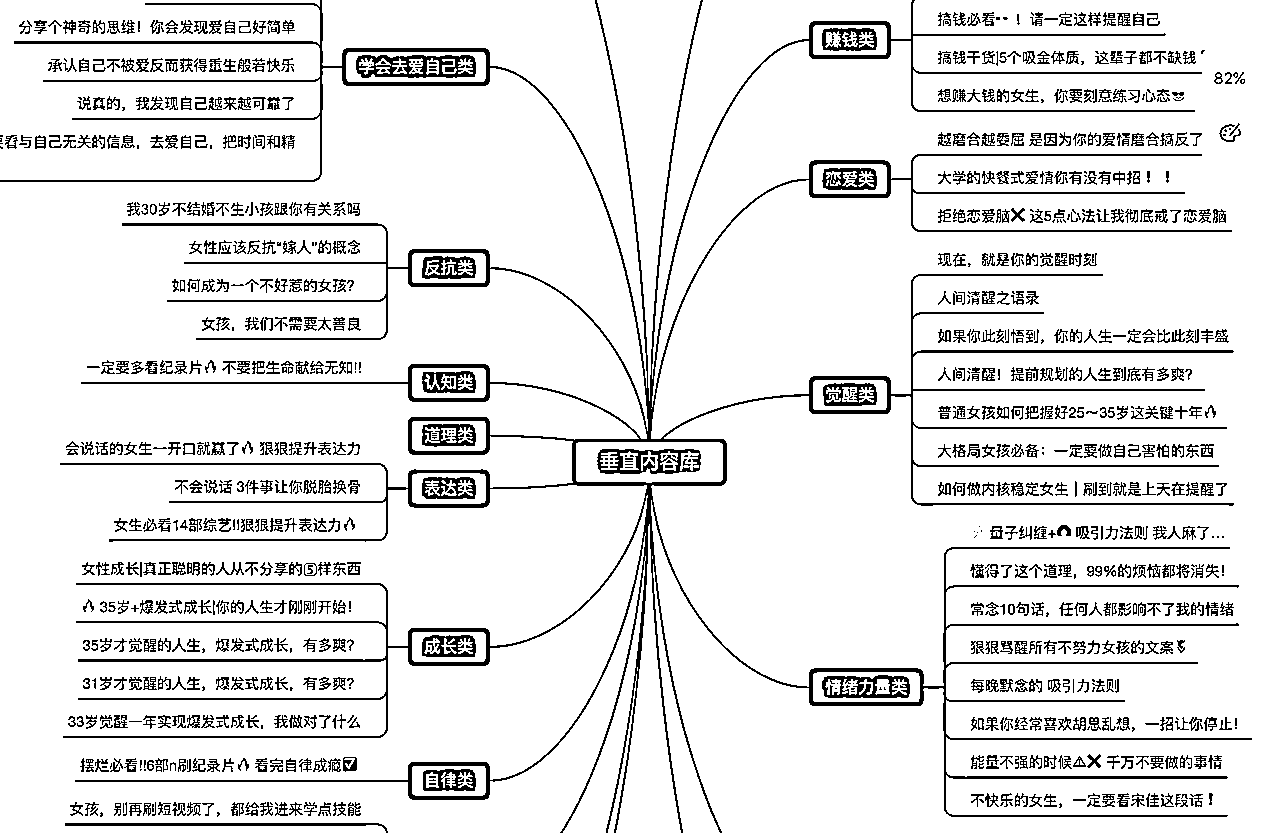 分享个神奇的思维！你会发现爱自己好简单
承认自己不被爱反而获得重生般若快乐
说真的，我发现自己越来越可靠了
看与自己无关的信息，去爱自己，把时间和精
学会去爱自己类
我30岁不结婚不生小孩跟你有关系吗
女性应该反抗“嫁人”的概念
如何成为一个不好惹的女孩？
女孩，我们不需要太善良
反抗类
一定要多看纪录片🔥 不要把生命献给无知!!
认知类
道理类
会说话的女生一开口就赢了🔥 狠狠提升表达力
不会说话 3件事让你脱胎换骨
女生必看14部综艺!!狠狠提升表达力🔥
表达类
女性成长|真正聪明的人从不分享的⑤样东西
🔥 35岁+爆发式成长|你的人生才刚刚开始！
35岁才觉醒的人生，爆发式成长，有多爽？
31岁才觉醒的人生，爆发式成长，有多爽？
33岁觉醒一年实现爆发式成长，我做对了什么
成长类
摆烂必看!!6部n刷纪录片🔥 看完自律成瘾☑
自律类
女孩，别再刷短视频了，都给我进来学点技能
垂直内容库
赚钱类
搞钱必看··！请一定这样提醒自己
搞钱干货|5个吸金体质，这辈子都不缺钱
想赚大钱的女生，你要刻意练习心态
82%
恋爱类
越磨合越委屈 是因为你的爱情磨合搞反了
大学的快餐式爱情你有没有中招！！
拒绝恋爱脑❌ 这5点心法让我彻底戒了恋爱脑
觉醒类
现在，就是你的觉醒时刻
人间清醒之语录
如果你此刻悟到，你的人生一定会比此刻丰盛
人间清醒！提前规划的人生到底有多爽？
普通女孩如何把握好25～35岁这关键十年🔥
大格局女孩必备：一定要做自己害怕的东西
如何做内核稳定女生｜刷到就是上天在提醒了
情绪力量类
量子纠缠+🧲 吸引力法则 我人麻了...
懂得了这个道理，99%的烦恼都将消失！
常念10句话，任何人都影响不了我的情绪
狠狠骂醒所有不努力女孩的文案
每晚默念的 吸引力法则
如果你经常喜欢胡思乱想，一招让你停止！
能量不强的时候⚠❌ 千万不要做的事情
不快乐的女生，一定要看宋佳这段话！